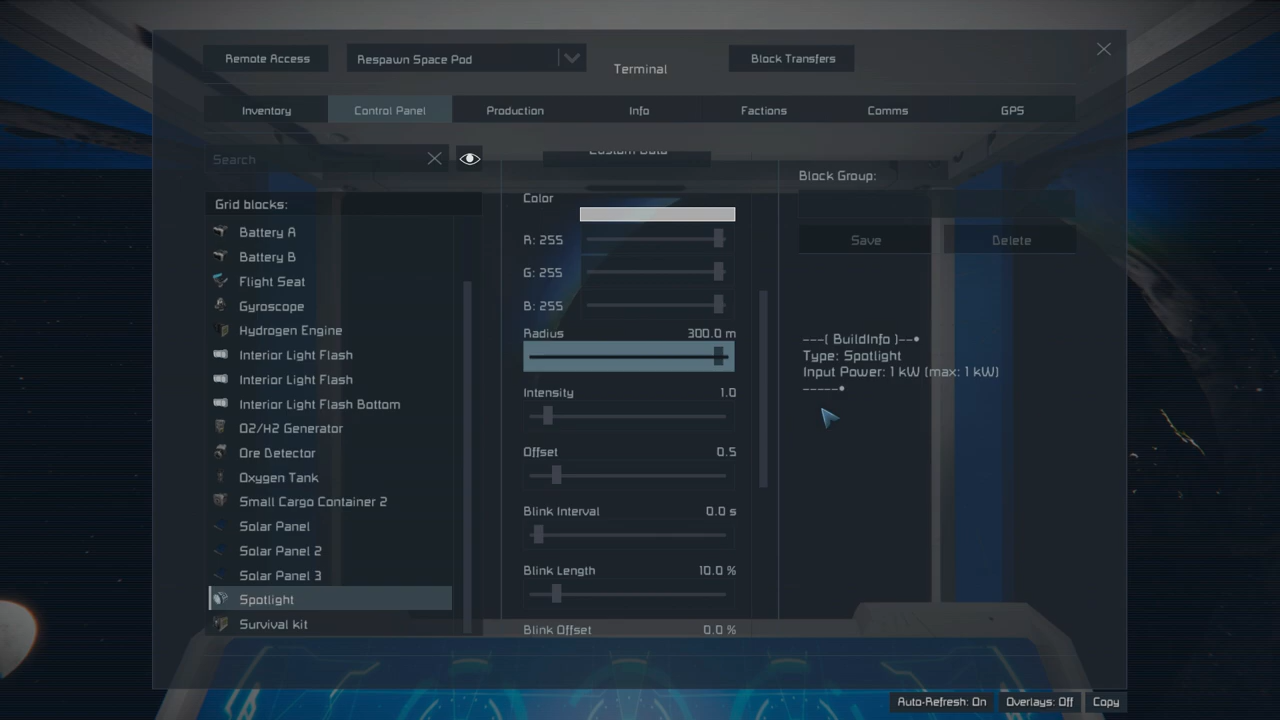 Remote Access
Respawn Space Pod
Terminal
Block Transfers
Inventory
Control Panel
Production
Info
Factions
Comms
GPS
Search
Grid blocks:
Battery A
Battery B
Flight Seat
Gyroscope
Hydrogen Engine
Interior Light Flash
Interior Light Flash
Interior Light Flash Bottom
O2/H2 Generator
Ore Detector
Oxygen Tank
Small Cargo Container 2
Solar Panel
Solar Panel 2
Solar Panel 3
Spotlight
Survival kit
Custom Data
Color
R: 255
G: 255
B: 255
Radius 300.0 m
Intensity 1.0
Offset 0.5
Blink Interval 0.0 s
Blink Length 10.0 %
Blink Offset 0.0 %
Block Group:
Save
Delete
---( BuildInfo )--•
Type: Spotlight
Input Power: 1 kW (max: 1 kW)
-----•
Auto-Refresh: On
Overlays: Off
Copy